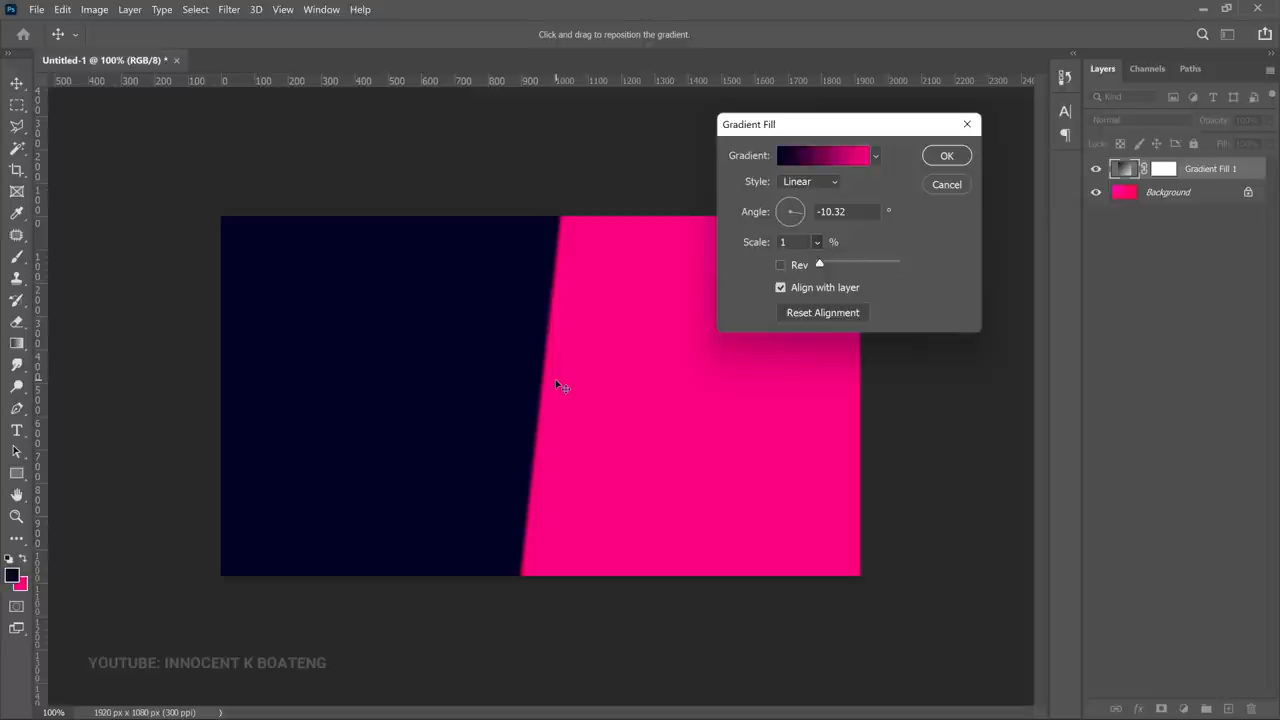 Ps File Edit Image Layer Type Select Filter 3D View Window Help
Click and drag to reposition the gradient.
Untitled-1 @ 100% (RGB/8) *
500 400 300 200 100 0 100 200 300 400 500 600 700 800 900 1000 1100 1200 1300 1400 1500 1600 1700 1800 1900 2000 2100 2200 2300
Layers Channels Paths
Kind
Normal Opacity: 100%
Lock: Fill: 100%
Gradient Fill 1
Background
Gradient Fill
Gradient: OK
Style: Linear Cancel
Angle: -10.32 °
Scale: 1 %
Rev
Align with layer
Reset Alignment
YOUTUBE: INNOCENT K BOATENG
100% 1920 px x 1080 px (300 ppi)